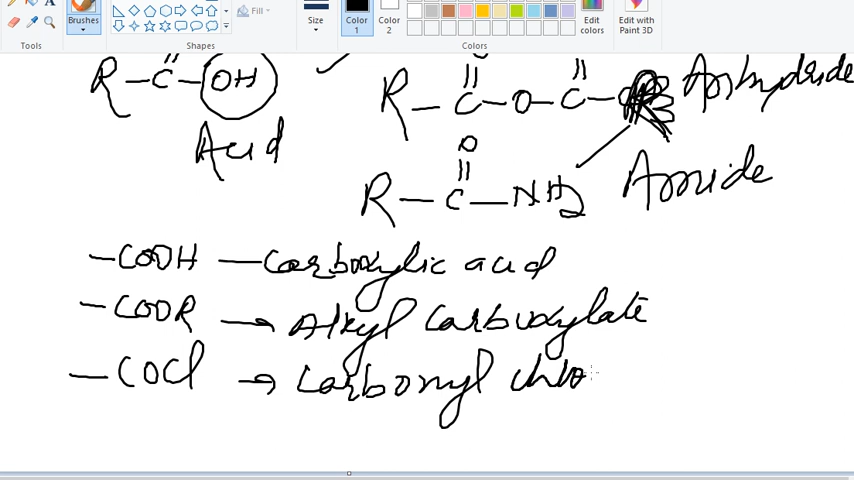 Brushes
Size
Color 1
Color 2
Fill
Edit colors
Edit with Paint 3D
Tools
Shapes
Colors
R — C — OH
Acid
R — C — O — C —
Anhydride
O
R — C — NH2
Amide
— COOH — Carboxylic acid
— COOR → Alkyl Carboxylate
— COCl → Carbonyl chlo